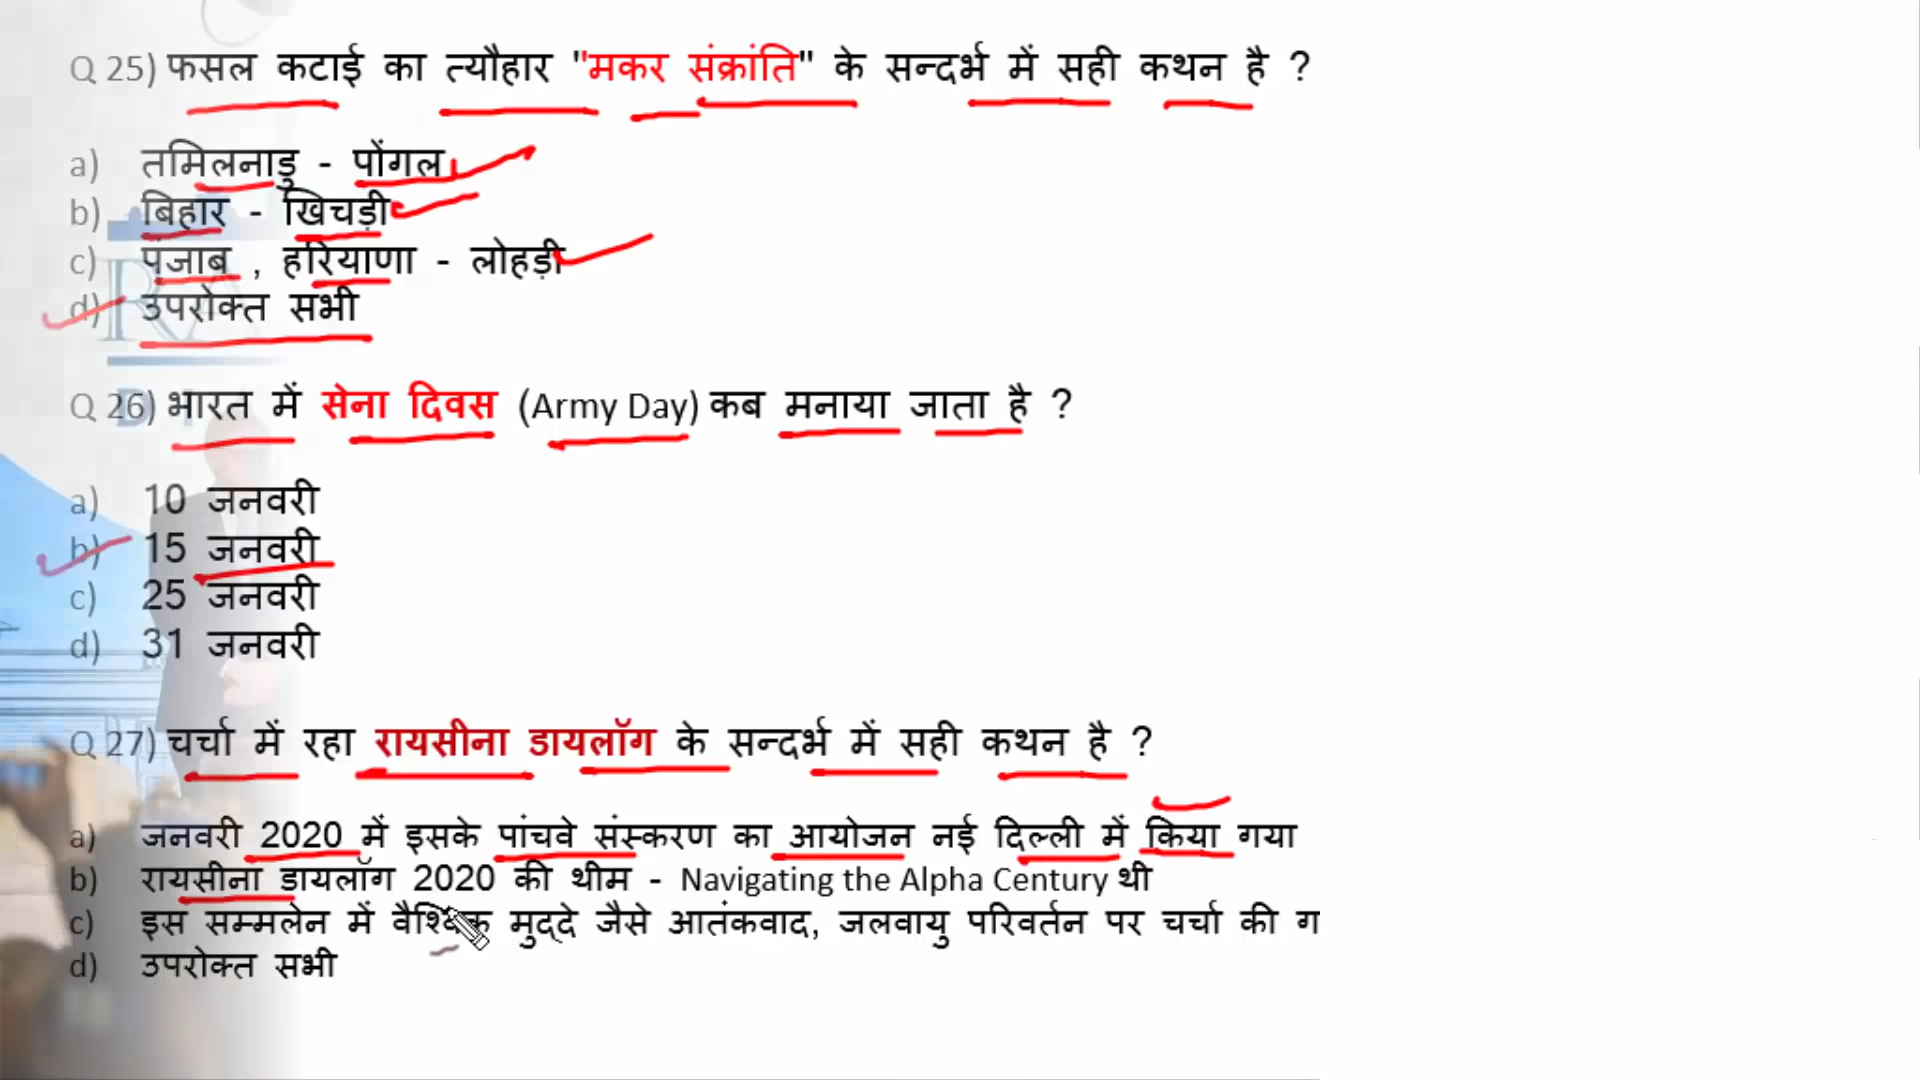 Q 25) फसल कटाई का त्यौहार "मकर संक्रांति" के सन्दर्भ में सही कथन है ?
a) तमिलनाडु - पोंगल
b) बिहार - खिचड़ी
c) पंजाब , हरियाणा - लोहड़ी
d) उपरोक्त सभी
Q 26) भारत में सेना दिवस (Army Day) कब मनाया जाता है ?
a) 10 जनवरी
b) 15 जनवरी
c) 25 जनवरी
d) 31 जनवरी
Q 27) चर्चा में रहा रायसीना डायलॉग के सन्दर्भ में सही कथन है ?
a) जनवरी 2020 में इसके पांचवे संस्करण का आयोजन नई दिल्ली में किया गया
b) रायसीना डायलॉग 2020 की थीम - Navigating the Alpha Century थी
c) इस सम्मलेन में वैश्विक मुद्दे जैसे आतंकवाद, जलवायु परिवर्तन पर चर्चा की ग
d) उपरोक्त सभी